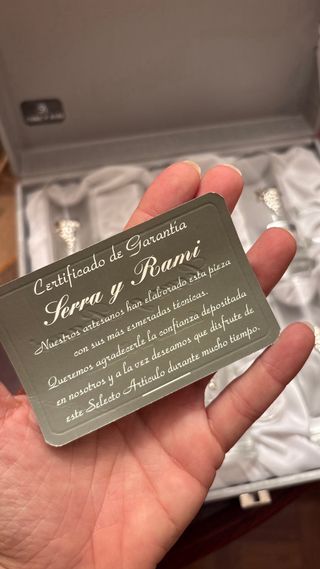 Certificado de Garantía
Serra y Rami
Nuestros artesanos han elaborado esta pieza
con sus más esmeradas técnicas.
Queremos agradecerle la confianza depositada
en nosotros y a la vez deseamos que disfrute de
este Selecto Articulo durante mucho tiempo.